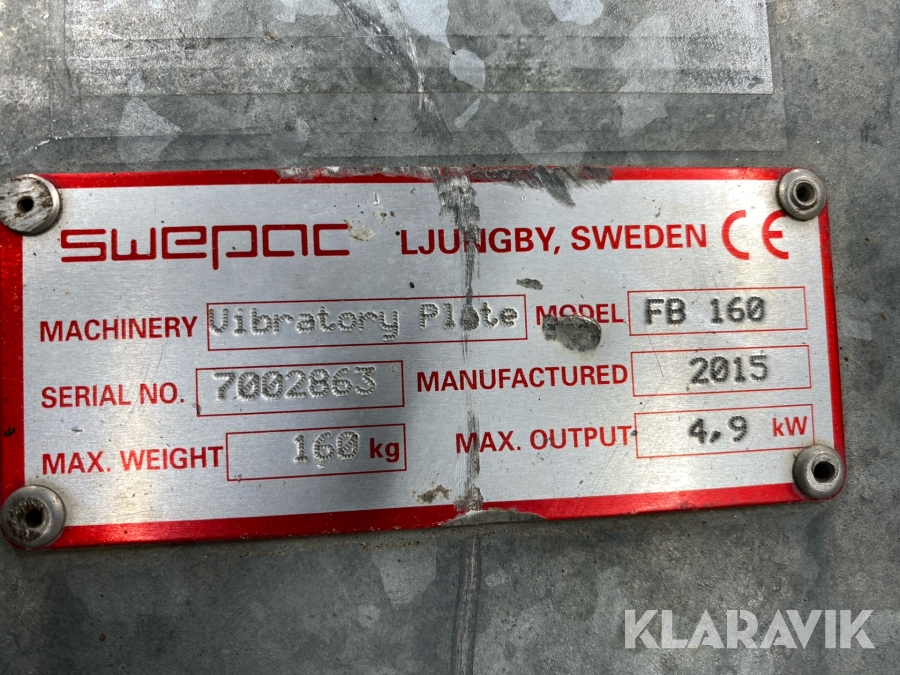 swepac LJUNGBY, SWEDEN CE
MACHINERY Vibratory Plate MODEL FB 160
SERIAL NO. 7002863 MANUFACTURED 2015
MAX. WEIGHT 160 kg MAX. OUTPUT 4,9 kW
KLARAVIK